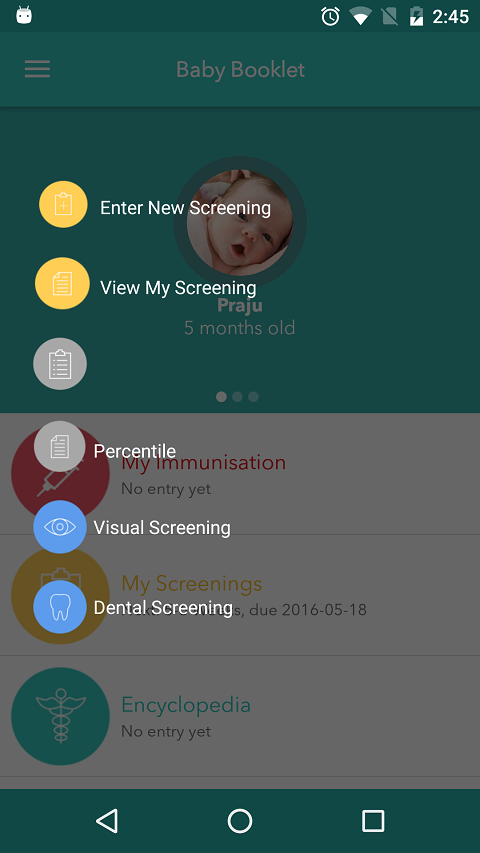 2:45
Baby Booklet
Enter New Screening
View My Screening
Praju
5 months old
Percentile
My Immunisation
No entry yet
Visual Screening
My Screenings
due 2016-05-18
Dental Screening
Encyclopedia
No entry yet